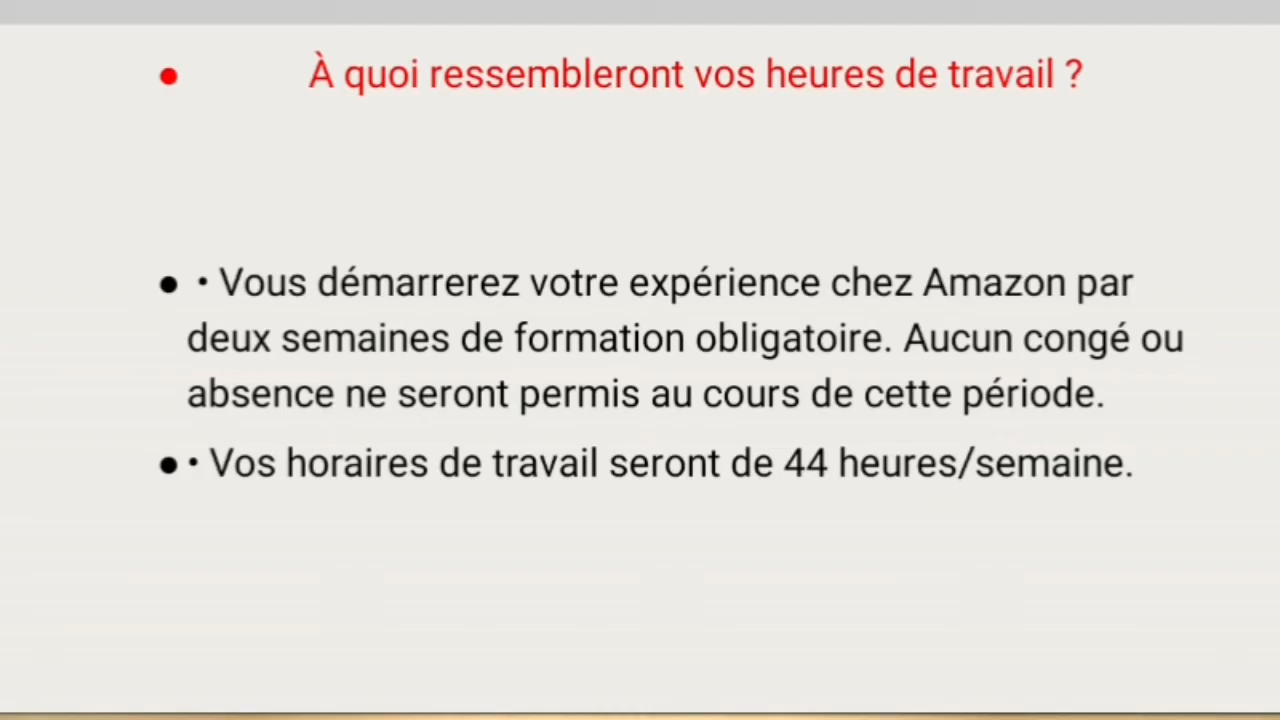 ● À quoi ressembleront vos heures de travail ?
● • Vous démarrerez votre expérience chez Amazon par
deux semaines de formation obligatoire. Aucun congé ou
absence ne seront permis au cours de cette période.
● • Vos horaires de travail seront de 44 heures/semaine.